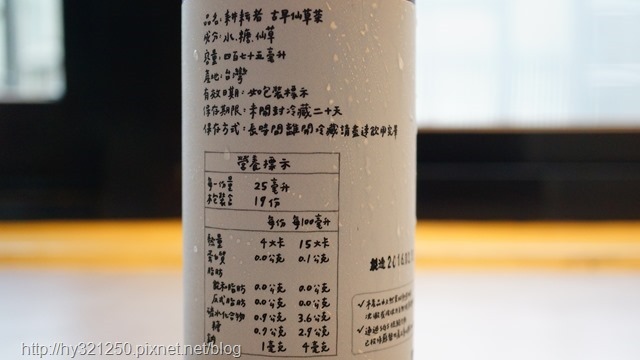 品名:耕耘者 古早仙草茶
成分:水.糖.仙草
容量:四百七十五毫升
產地:台灣
有效日期:如包裝標示
保存期限:未開封冷藏二十天
保存方式:長時間離開冷藏請盡速飲用完畢
營養標示
每一份量 25毫升
本包裝含 19份
每份 每100毫升
熱量 4大卡 15大卡
蛋白質 0.0公克 0.1公克
脂肪
飽和脂肪 0.0公克 0.0公克
反式脂肪 0.0公克 0.0公克
碳水化合物 0.9公克 3.6公克
糖 0.7公克 2.9公克
1毫克 4毫克
製造 2016.
http://hy321250.pixnet.net/blog